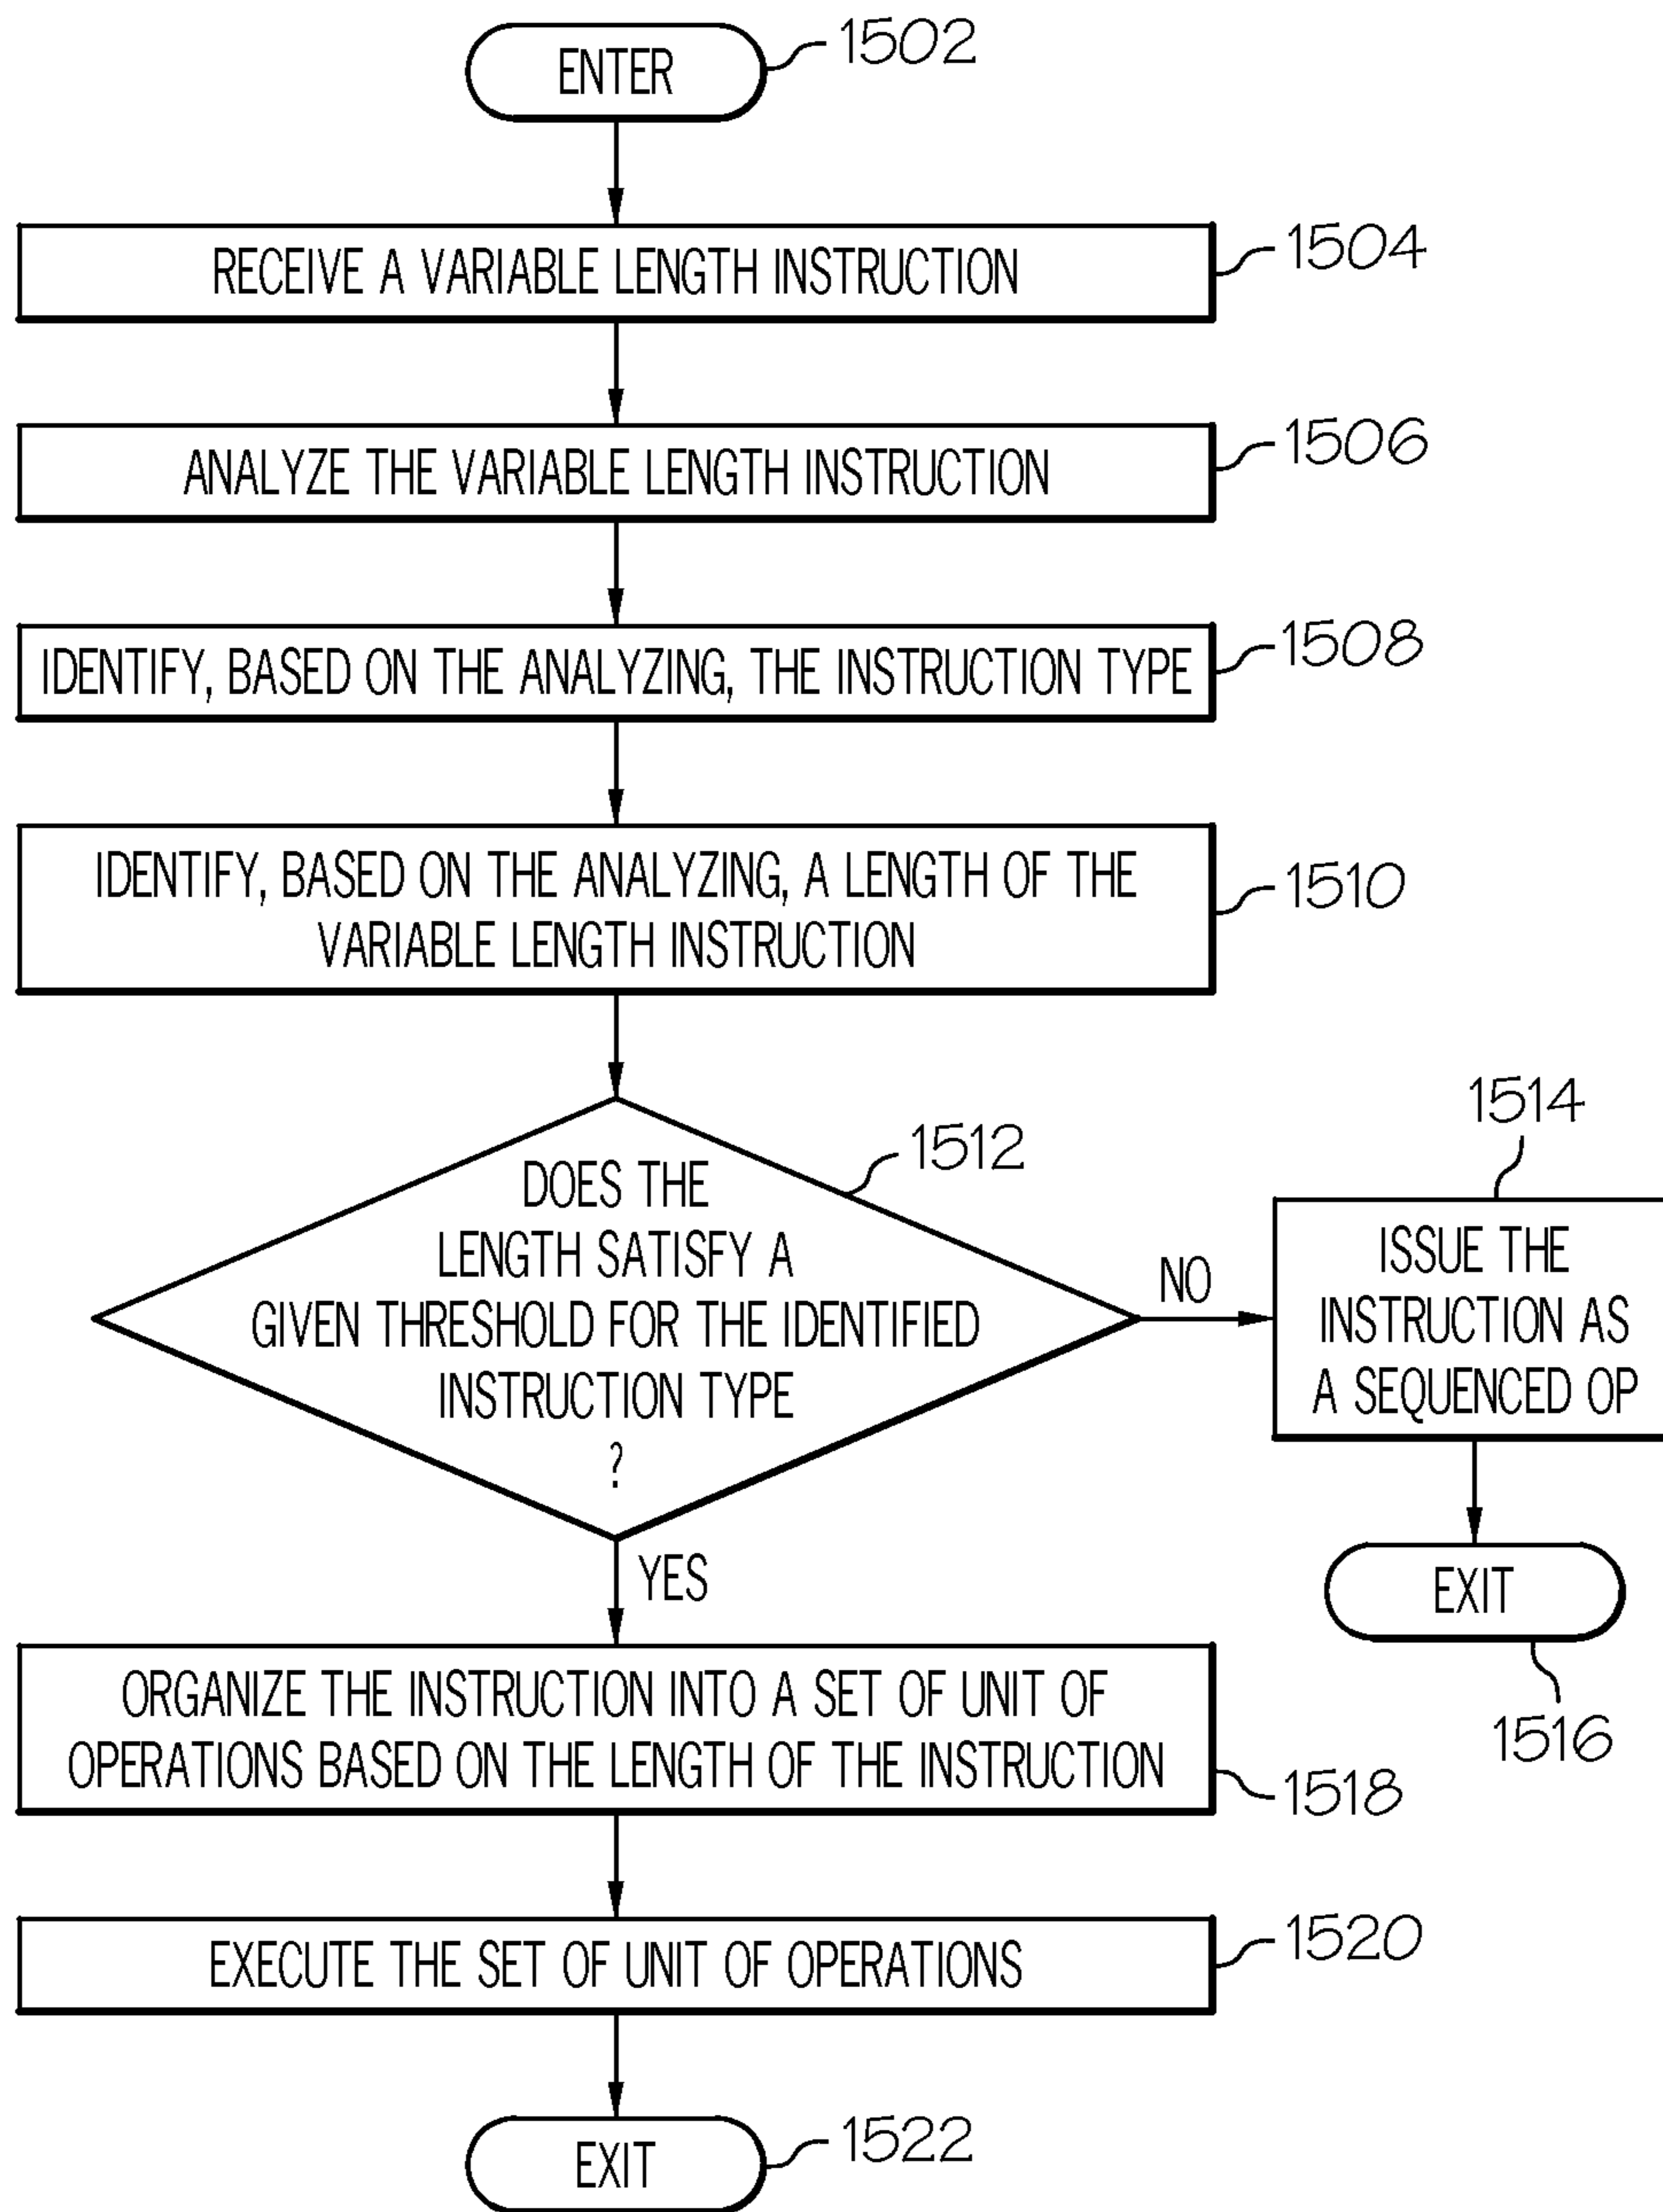 ENTER
1502
RECEIVE A VARIABLE LENGTH INSTRUCTION
1504
ANALYZE THE VARIABLE LENGTH INSTRUCTION
1506
IDENTIFY, BASED ON THE ANALYZING, THE INSTRUCTION TYPE
1508
IDENTIFY, BASED ON THE ANALYZING, A LENGTH OF THE
VARIABLE LENGTH INSTRUCTION
1510
DOES THE
LENGTH SATISFY A
GIVEN THRESHOLD FOR THE IDENTIFIED
INSTRUCTION TYPE
?
1512
NO
1514
ISSUE THE
INSTRUCTION AS
A SEQUENCED OP
EXIT
1516
YES
ORGANIZE THE INSTRUCTION INTO A SET OF UNIT OF
OPERATIONS BASED ON THE LENGTH OF THE INSTRUCTION
1518
EXECUTE THE SET OF UNIT OF OPERATIONS
1520
EXIT
1522